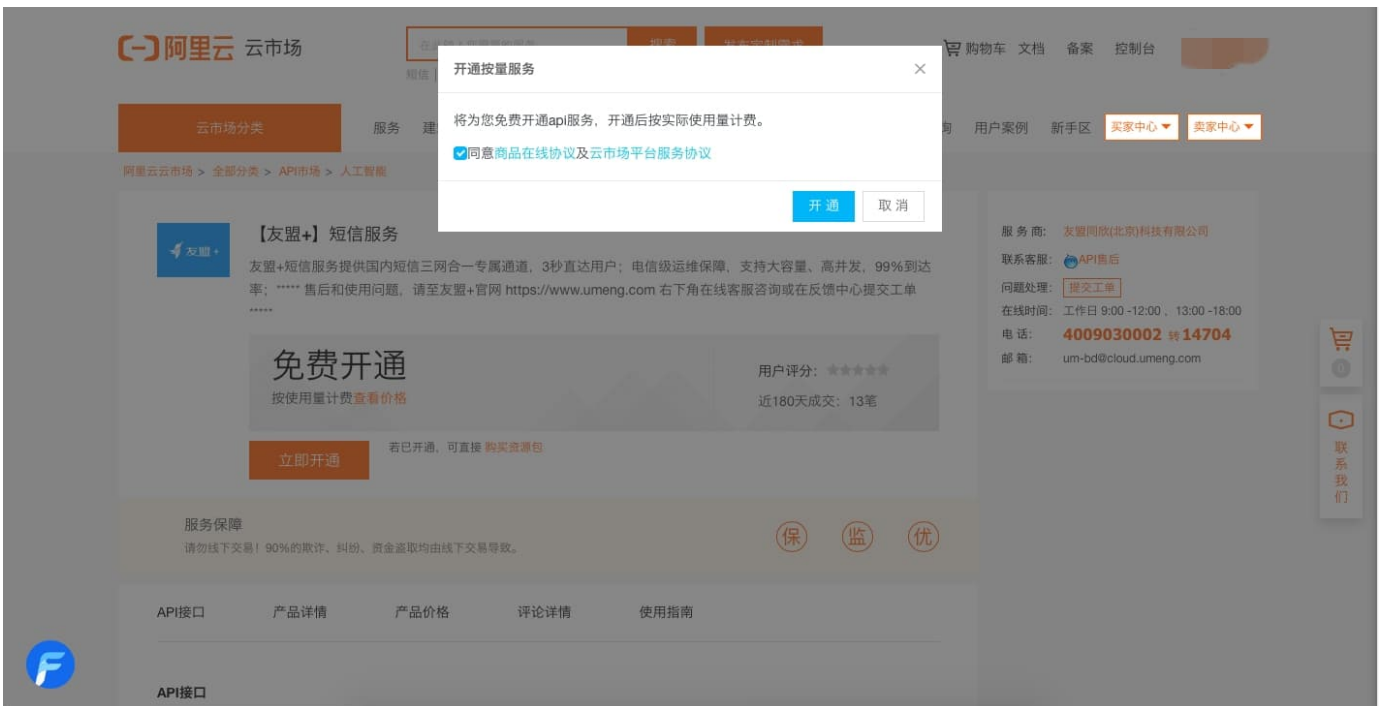 阿里云 云市场
搜索
发布定制需求
购物车 文档 备案 控制台
短信
开通按量服务
将为您免费开通api服务，开通后按实际使用量计费。
同意商品在线协议及云市场平台服务协议
开通 取消
云市场分类
服务 建
询 用户案例 新手区 买家中心 卖家中心
阿里云云市场 > 全部分类 > API市场 > 人工智能
友盟+
【友盟+】短信服务
友盟+短信服务提供国内短信三网合一专属通道，3秒直达用户；电信级运维保障，支持大容量、高并发，99%到达
率；***** 售后和使用问题，请至友盟+官网 https://www.umeng.com 右下角在线客服咨询或在反馈中心提交工单
*****
免费开通
按使用量计费查看价格
用户评分：
近180天成交：13笔
立即开通
若已开通，可直接 购买资源包
服务商： 友盟同欣(北京)科技有限公司
联系客服： API售后
问题处理： 提交工单
在线时间： 工作日 9:00 -12:00 、13:00 -18:00
电话： 4009030002 转 14704
邮箱： um-bd@cloud.umeng.com
0
联系我们
服务保障
请勿线下交易！90%的欺诈、纠纷、资金盗取均由线下交易导致。
保 监 优
API接口 产品详情 产品价格 评论详情 使用指南
API接口